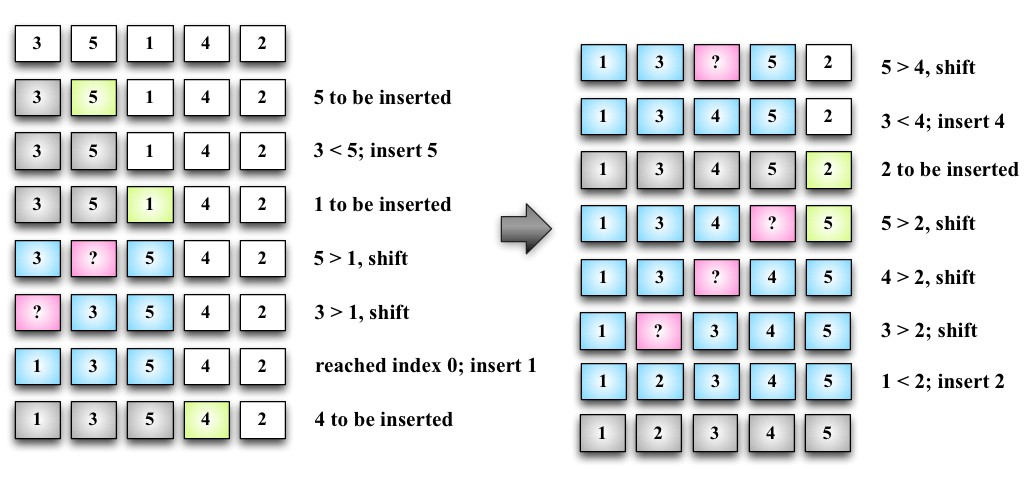 3 5 1 4 2
3 5 1 4 2 5 to be inserted
3 5 1 4 2 3 < 5; insert 5
3 5 1 4 2 1 to be inserted
3 ? 5 4 2 5 > 1, shift
? 3 5 4 2 3 > 1, shift
1 3 5 4 2 reached index 0; insert 1
1 3 5 4 2 4 to be inserted
1 3 ? 5 2 5 > 4, shift
1 3 4 5 2 3 < 4; insert 4
1 3 4 5 2 2 to be inserted
1 3 4 ? 5 5 > 2, shift
1 3 ? 4 5 4 > 2, shift
1 ? 3 4 5 3 > 2; shift
1 2 3 4 5 1 < 2; insert 2
1 2 3 4 5